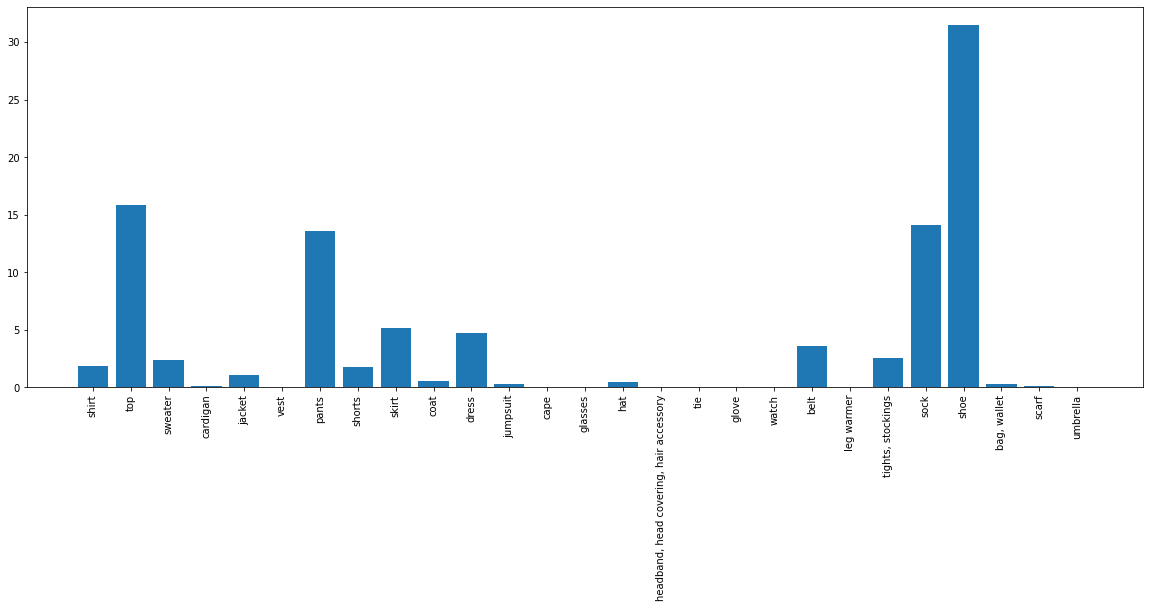 30
25
20
15
10
5
0
shirt
top
sweater
cardigan
jacket
vest
pants
shorts
skirt
coat
dress
jumpsuit
cape
glasses
hat
headband, head covering, hair accessory
tie
glove
watch
belt
leg warmer
tights, stockings
sock
shoe
bag, wallet
scarf
umbrella